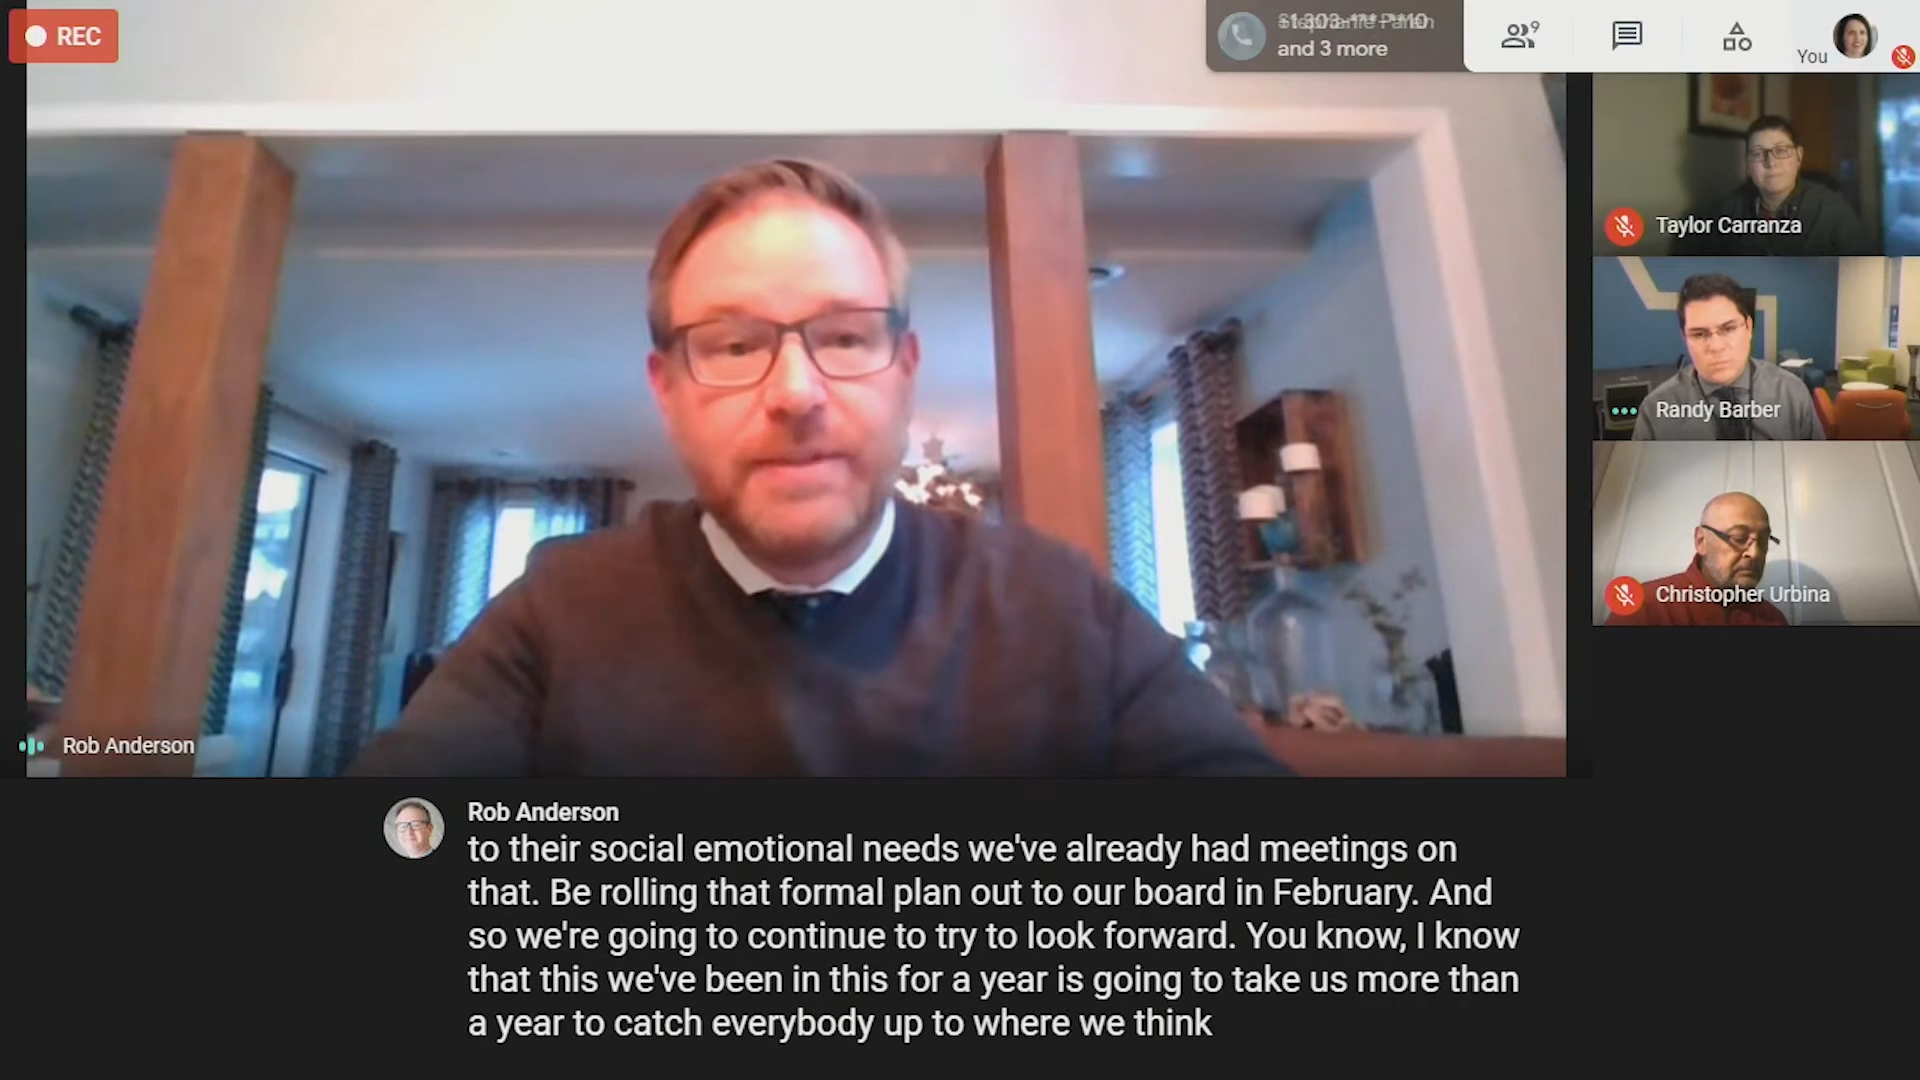 REC
and 3 more
9
You
Taylor Carranza
Randy Barber
Christopher Urbina
Rob Anderson
Rob Anderson
to their social emotional needs we've already had meetings on
that. Be rolling that formal plan out to our board in February. And
so we're going to continue to try to look forward. You know, I know
that this we've been in this for a year is going to take us more than
a year to catch everybody up to where we think